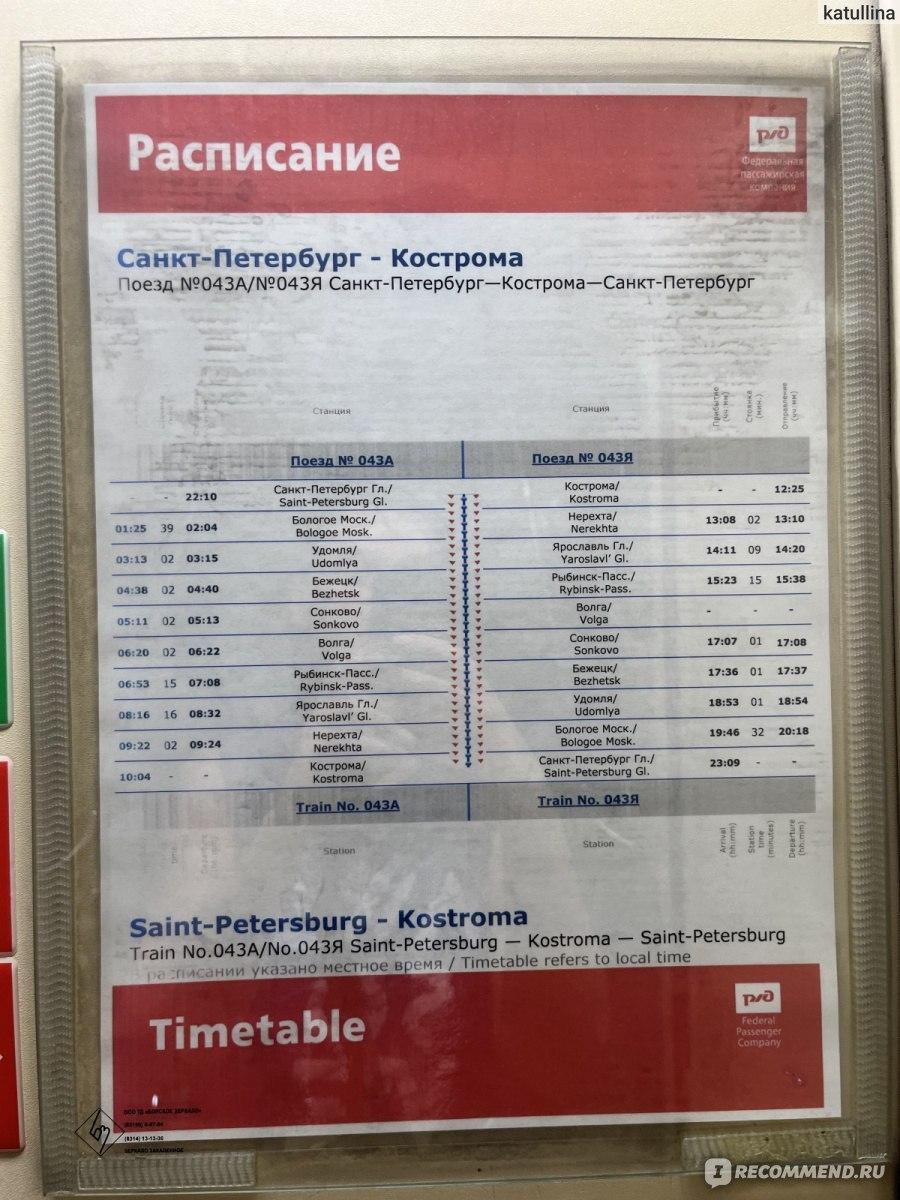 katullina
Расписание
ржд
Федеральная
пассажирская
компания
Санкт-Петербург - Кострома
Поезд №043А/№043Я Санкт-Петербург—Кострома—Санкт-Петербург
Станция Станция Прибытие (чч:мм) Стоянка (мин.) Отправление (чч:мм)
Поезд № 043А Поезд № 043Я
- 22:10 Санкт-Петербург Гл./ Кострома/ - - 12:25
Saint-Petersburg Gl. Kostroma
01:25 39 02:04 Бологое Моск./ Нерехта/ 13:08 02 13:10
Bologoe Mosk. Nerekhta
03:13 02 03:15 Удомля/ Ярославль Гл./ 14:11 09 14:20
Udomlya Yaroslavl' Gl.
04:38 02 04:40 Бежецк/ Рыбинск-Пасс./ 15:23 15 15:38
Bezhetsk Rybinsk-Pass.
05:11 02 05:13 Сонково/ Волга/ - - -
Sonkovo Volga
06:20 02 06:22 Волга/ Сонково/ 17:07 01 17:08
Volga Sonkovo
06:53 15 07:08 Рыбинск-Пасс./ Бежецк/ 17:36 01 17:37
Rybinsk-Pass. Bezhetsk
08:16 16 08:32 Ярославль Гл./ Удомля/ 18:53 01 18:54
Yaroslavl' Gl. Udomlya
09:22 02 09:24 Нерехта/ Бологое Моск./ 19:46 32 20:18
Nerekhta Bologoe Mosk.
10:04 - - Кострома/ Санкт-Петербург Гл./ 23:09 - -
Kostroma Saint-Petersburg Gl.
Train No. 043А Train No. 043Я
Station Station Arrival (hh:mm) Station time (minutes) Departure (hh:mm)
Saint-Petersburg - Kostroma
Train No.043А/No.043Я Saint-Petersburg — Kostroma — Saint-Petersburg
В расписании указано местное время / Timetable refers to local time
Timetable
ржд
Federal
Passenger
Company
ООО ТД «БОРСКОЕ ЗЕРКАЛО»
(8314) 13-13-30
ЗЕРКАЛО ЗАКАЛЕННОЕ
IRECOMMEND.RU